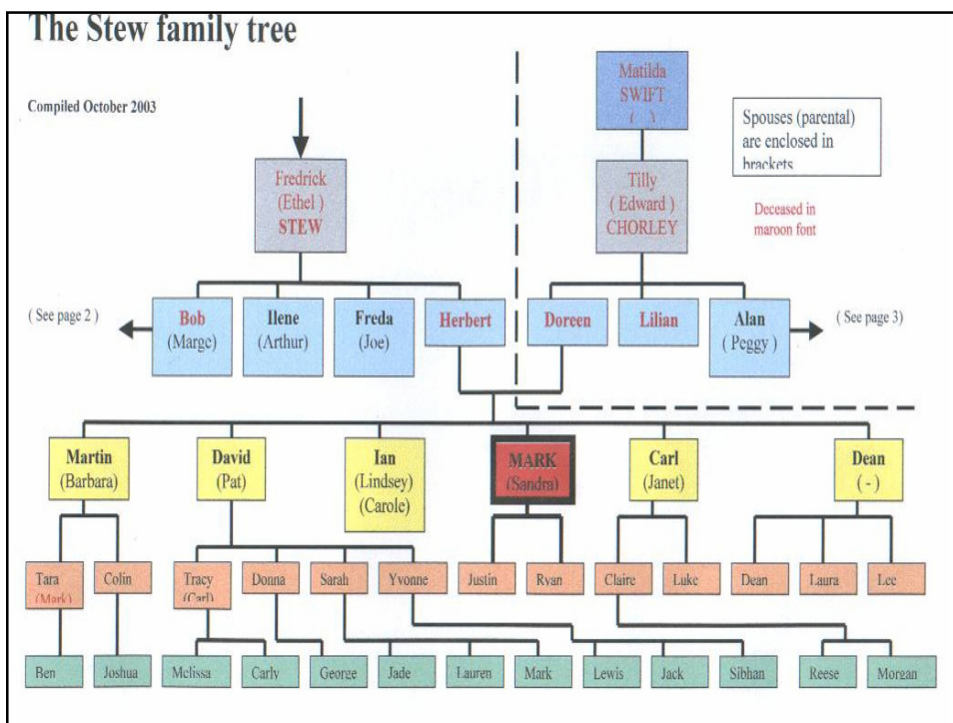 The Stew family tree
Compiled October 2003
Matilda
SWIFT
( )
Spouses (parental)
are enclosed in
brackets
Fredrick
(Ethel )
STEW
Tilly
( Edward )
CHORLEY
Deceased in
maroon font
( See page 2 )
Bob
(Marge)
Ilene
(Arthur)
Freda
(Joe)
Herbert
Doreen
Lilian
Alan
( Peggy )
( See page 3)
Martin
(Barbara)
David
(Pat)
Ian
(Lindsey)
(Carole)
MARK
(Sandra)
Carl
(Janet)
Dean
( - )
Tara
(Mark)
Colin
Tracy
(Carl)
Donna
Sarah
Yvonne
Justin
Ryan
Claire
Luke
Dean
Laura
Lee
Ben
Joshua
Melissa
Carly
George
Jade
Lauren
Mark
Lewis
Jack
Sibhan
Reese
Morgan